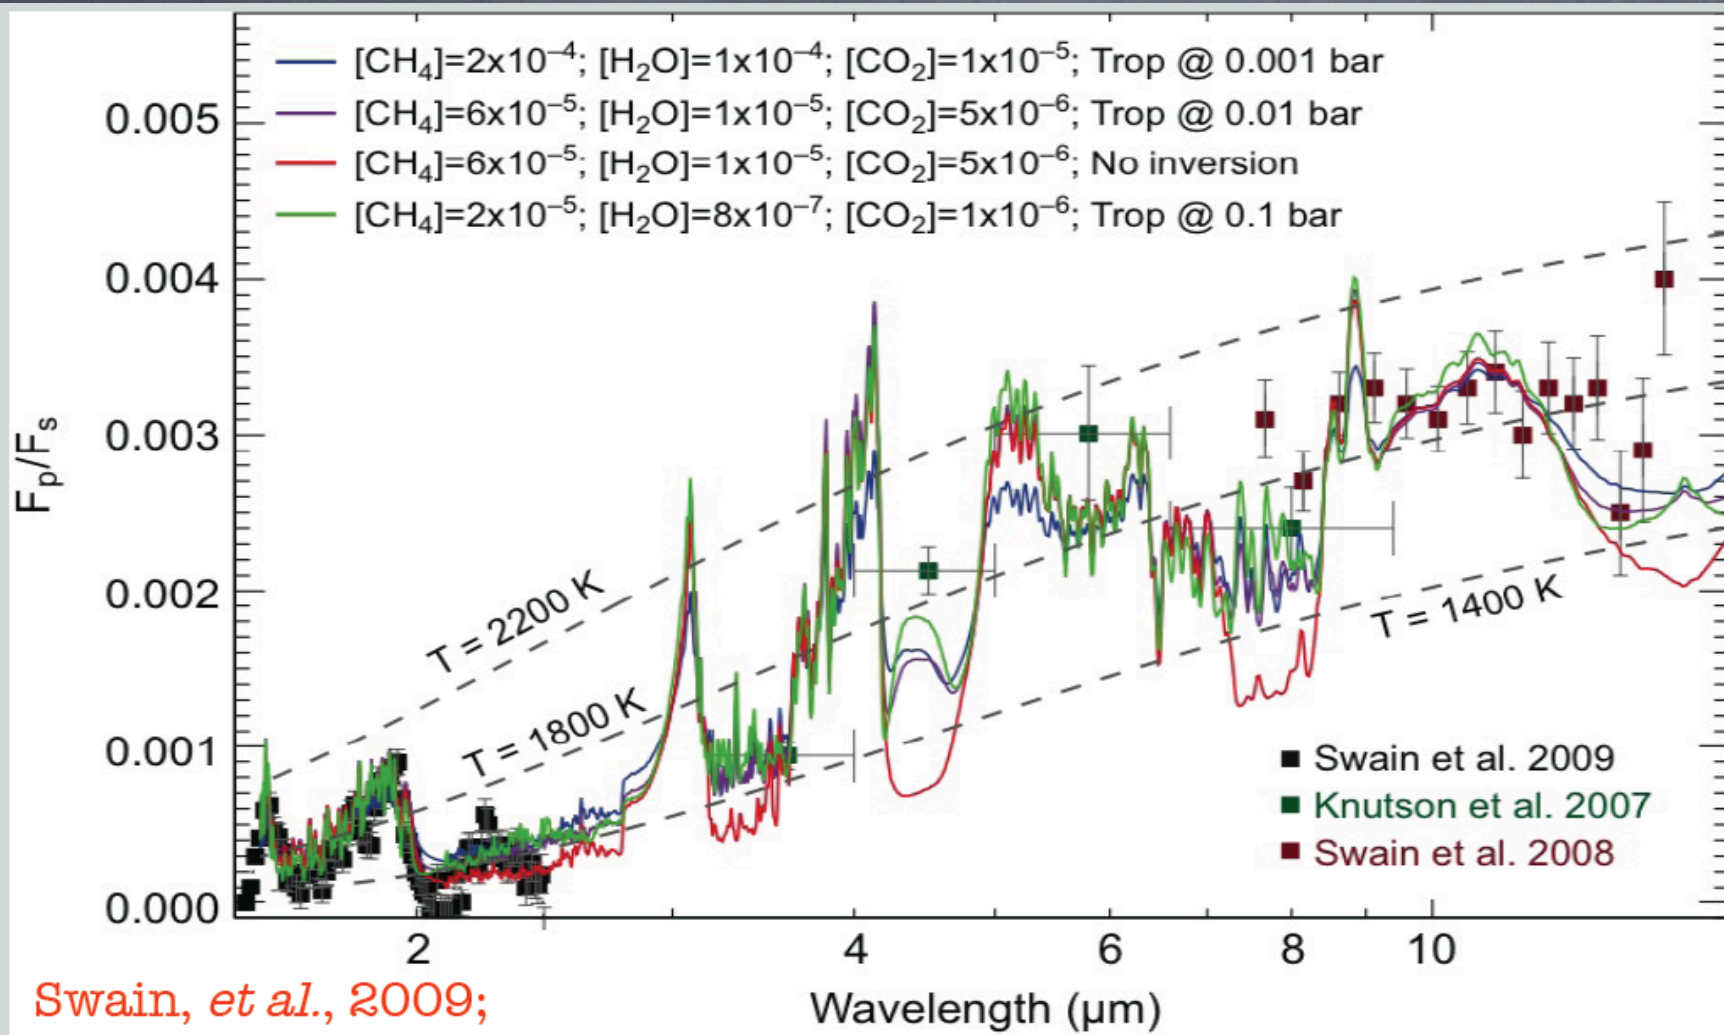 [CH₄]=2x10⁻⁴; [H₂O]=1x10⁻⁴; [CO₂]=1x10⁻⁵; Trop @ 0.001 bar
[CH₄]=6x10⁻⁵; [H₂O]=1x10⁻⁵; [CO₂]=5x10⁻⁶; Trop @ 0.01 bar
[CH₄]=6x10⁻⁵; [H₂O]=1x10⁻⁵; [CO₂]=5x10⁻⁶; No inversion
[CH₄]=2x10⁻⁵; [H₂O]=8x10⁻⁷; [CO₂]=1x10⁻⁶; Trop @ 0.1 bar
0.005
0.004
0.003
0.002
0.001
0.000
Fₚ/Fₛ
T = 2200 K
T = 1800 K
T = 1400 K
Swain et al. 2009
Knutson et al. 2007
Swain et al. 2008
2 4 6 8 10
Wavelength (μm)
Swain, et al., 2009;